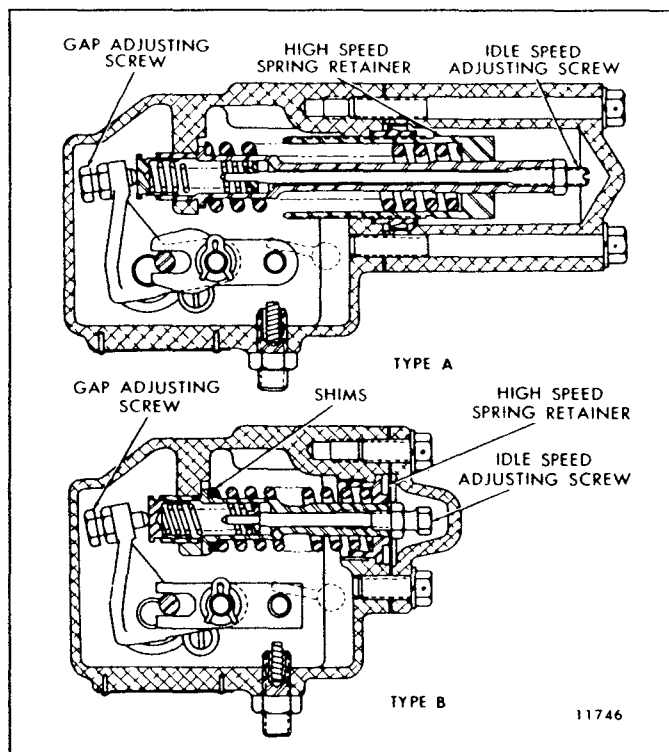 GAP ADJUSTING
SCREW
HIGH SPEED
SPRING RETAINER
IDLE SPEED
ADJUSTING SCREW
TYPE A
GAP ADJUSTING
SCREW
SHIMS
HIGH SPEED
SPRING RETAINER
IDLE SPEED
ADJUSTING SCREW
TYPE B
11746